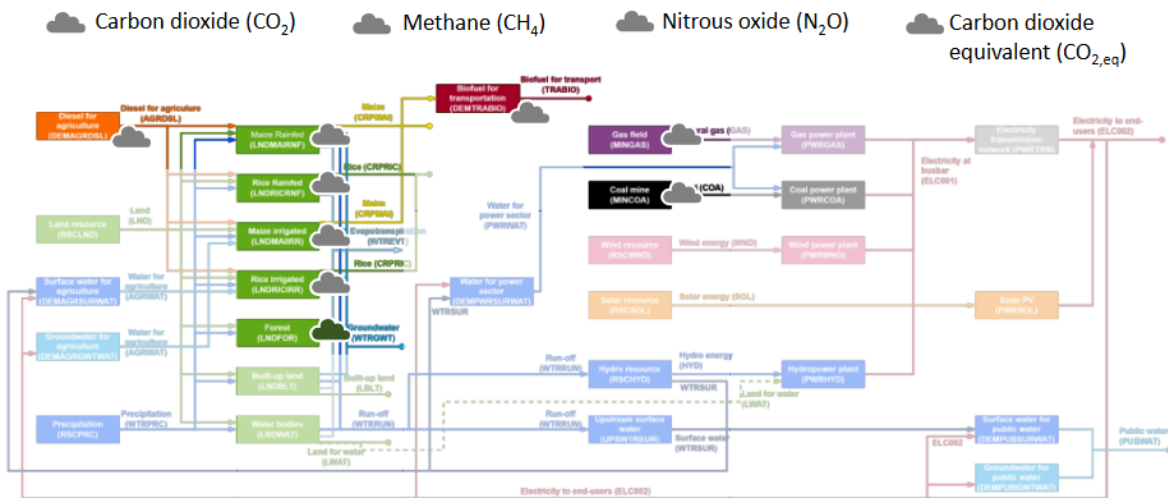 Carbon dioxide (CO2)
Methane (CH4)
Nitrous oxide (N2O)
Carbon dioxide
equivalent (CO2,eq)
Diesel for
agriculture
(DEMAGRDSL)
Diesel for agriculure
(AGRDSL)
Maize Rainfed
(LNDMAIRNF)
Maize
(CRPMAI)
Biofuel for
transportation
(DEMTRABIO)
Biofuel for transport
(TRABIO)
Gas field
(MINGAS)
ral gas (GAS)
Gas power plant
(PWRGAS)
Electricity
transmission
network (PWRTRN)
Electricity to end-
users (ELC002)
Electricity at
busbar
(ELC001)
Rice Rainfed
(LNDRICRNF)
Rice (CRPRIC)
Coal mine
(MINCOA)
(COA)
Coal power plant
(PWRCOA)
Land resource
(RSCLND)
Land
(LND)
Maize irrigated
(LNDMAIIRR)
Maize
(CRPMAI)
Evapotranspiration
(WTREVT)
Water for
power sector
(PWRWAT)
Wind resource
(RSCWND)
Wind energy (WND)
Wind power plant
(PWRWND)
Surface water for
agriculture
(DEMAGRSURWAT)
Water for
agriculture
(AGRWAT)
Rice irrigated
(LNDRICIRR)
Rice (CRPRIC)
Water for power
sector
(DEMPWRSURWAT)
WTRSUR
Solar resource
(RSCSOL)
Solar energy (SOL)
Solar PV
(PWRSOL)
Groundwater for
agriculture
(DEMAGRGWTWAT)
Water for
agriculture
(AGRWAT)
Forest
(LNDFOR)
Groundwater
(WTRGWT)
Built-up land
(LNDBLT)
Built-up land
(LBLT)
Run-off
(WTRRUN)
Hydro resource
(RSCHYD)
Hydro energy
(HYD)
WTRSUR
Hydropower plant
(PWRHYD)
Land for water
(LWAT)
Precipitation
(RSCPRC)
Precipitation
(WTRPRC)
Water bodies
(LNDWAT)
Run-off
(WTRRUN)
Land for water
(LWAT)
Run-off
(WTRRUN)
Upstream surface
water
(UPSWTRSUR)
Surface water
(WTRSUR)
ELC002
Surface water for
public water
(DEMPUBSURWAT)
Public water
(PUBWAT)
Groundwater for
public water
(DEMPUBGWTWAT)
Electricity to end-users (ELC002)